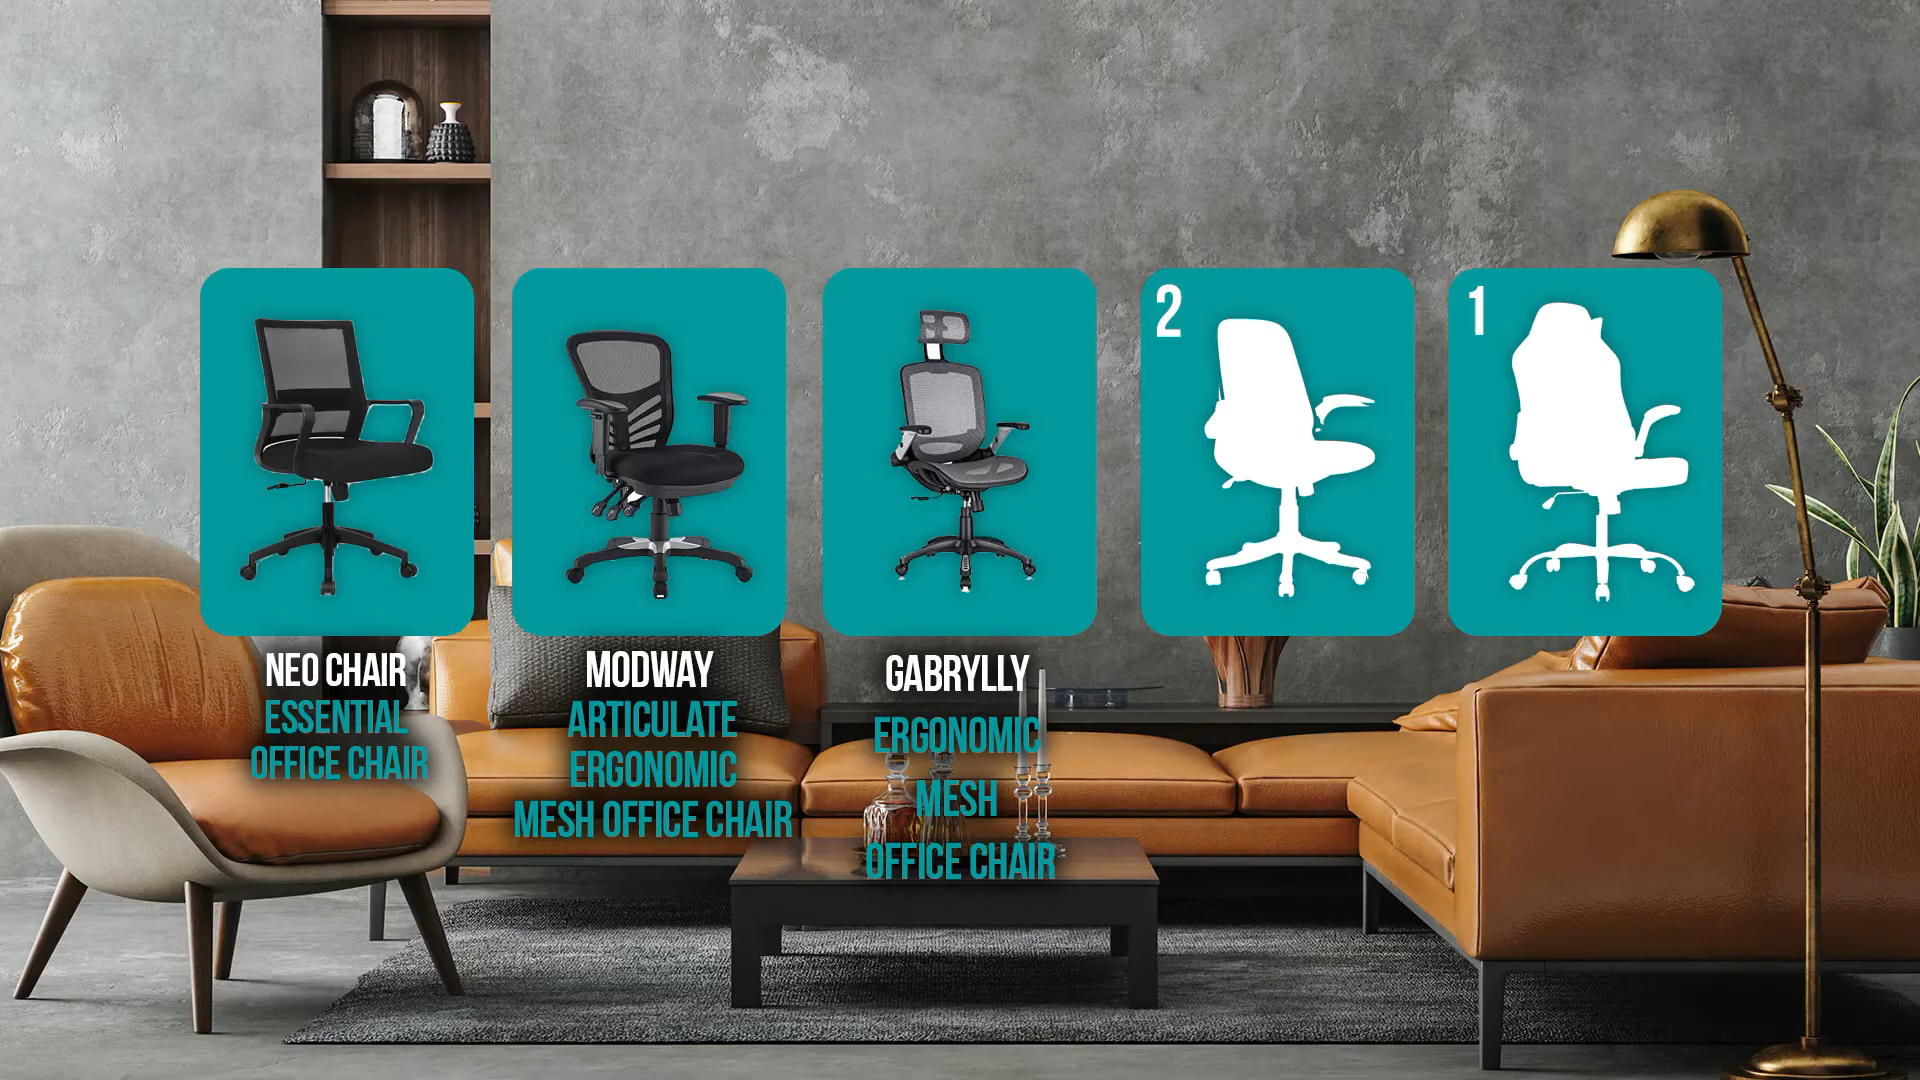 2
1
NEO CHAIR
ESSENTIAL
OFFICE CHAIR
MODWAY
ARTICULATE
ERGONOMIC
MESH OFFICE CHAIR
GABRYLLY
ERGONOMIC
MESH
OFFICE CHAIR